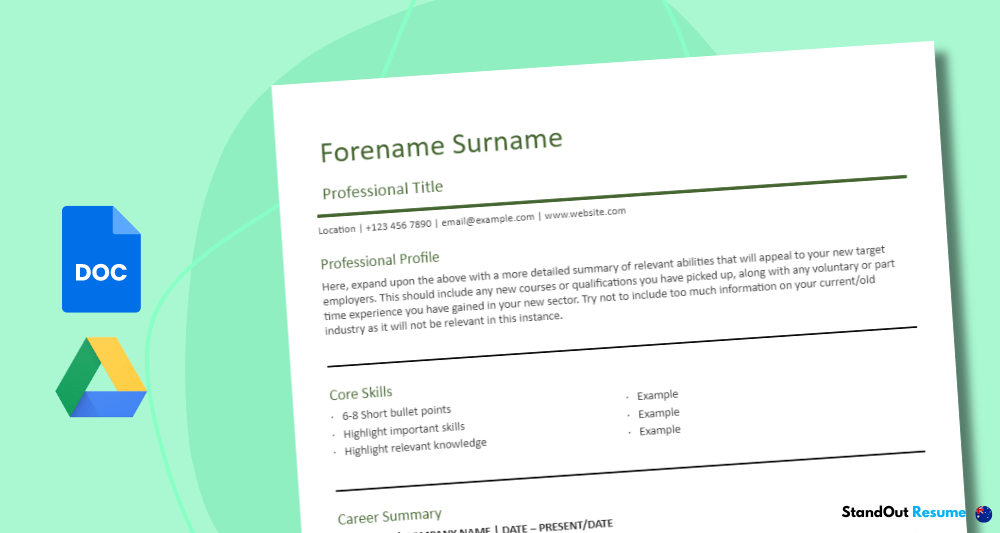 Forename Surname
Professional Title
Location | +123 456 7890 | email@example.com | www.website.com
Professional Profile
Here, expand upon the above with a more detailed summary of relevant abilities that will appeal to your new target
employers. This should include any new courses or qualifications you have picked up, along with any voluntary or part
time experience you have gained in your new sector. Try not to include too much information on your current/old
industry as it will not be relevant in this instance.
Core Skills
· 6-8 Short bullet points
· Highlight important skills
· Highlight relevant knowledge
· Example
· Example
· Example
Career Summary
NAME | DATE – PRESENT/DATE
DOC
StandOut Resume